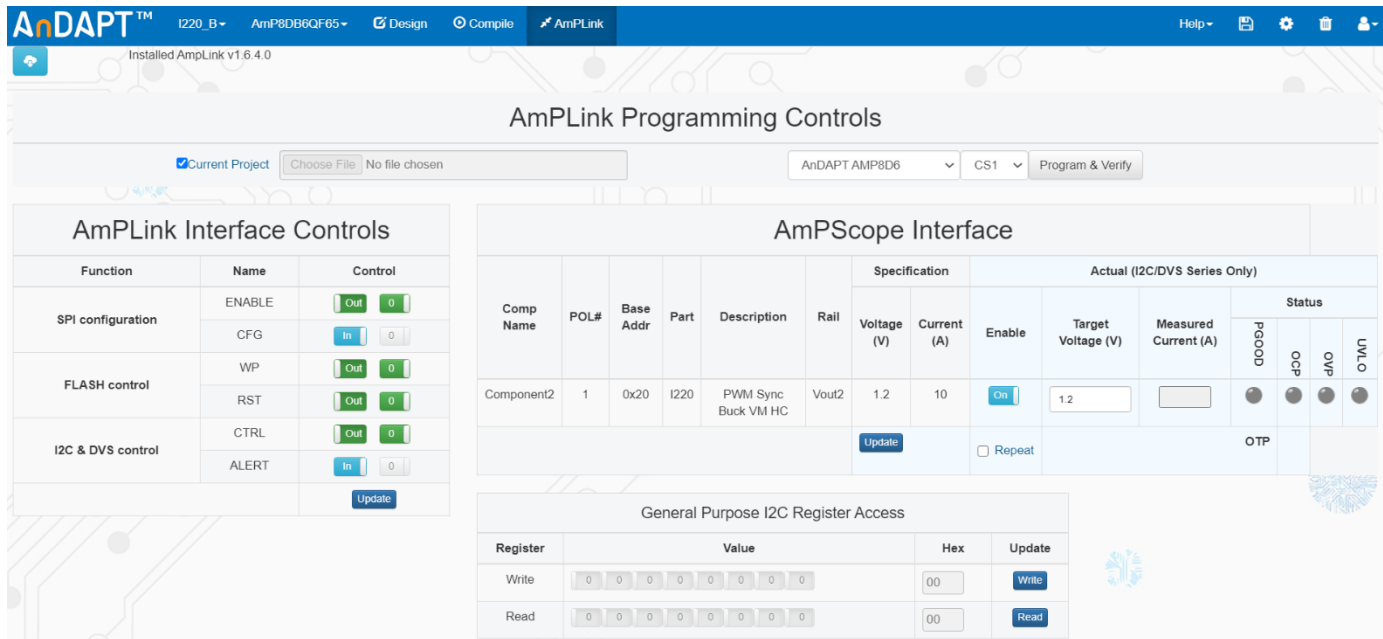 AnDAPT™ I220_B AmP8DB6QF65 Design Compile AmPLink Help
Installed AmpLink v1.6.4.0
AmPLink Programming Controls
Current Project Choose File No file chosen AnDAPT AMP8D6 CS1 Program & Verify
AmPLink Interface Controls
Function Name Control
SPI configuration
ENABLE Out 0
CFG In 0
FLASH control
WP Out 0
RST Out 0
I2C & DVS control
CTRL Out 0
ALERT In 0
Update
AmPScope Interface
Comp Name POL# Base Addr Part Description Rail
Specification
Voltage (V) Current (A)
Actual (I2C/DVS Series Only)
Enable Target Voltage (V) Measured Current (A)
Status
PGOOD OCP OVP UVLO
Component2 1 0x20 I220 PWM Sync Buck VM HC Vout2 1.2 10 On 1.2
Update Repeat OTP
General Purpose I2C Register Access
Register Value Hex Update
Write 0 0 0 0 0 0 0 0 00 Write
Read 0 0 0 0 0 0 0 0 00 Read